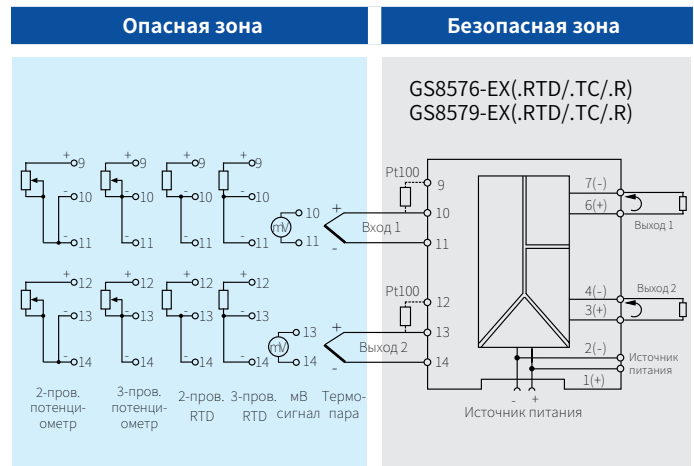 Опасная зона
Безопасная зона
GS8576-EX(.RTD/.TC/.R)
GS8579-EX(.RTD/.TC/.R)
+ 9 + 9 + 9 + 9
- 10 - 10 - 10 - 10
- 11 - 11 - 11 - 11
mV 10
11
+
-
Вход 1
Pt100
9
10
11
7(-)
6(+)
Выход 1
+ 12 + 12 + 12 + 12
- 13 - 13 - 13 - 13
- 14 - 14 - 14 - 14
mV 13
14
+
-
Выход 2
Pt100
12
13
14
Выход 2
4(-)
3(+)
2(-)
Источник
питания
1(+)
- +
Источник питания
2-пров.
потенци-
ометр
3-пров.
потенци-
ометр
2-пров.
RTD
3-пров.
RTD
мВ
сигнал
Термо-
пара